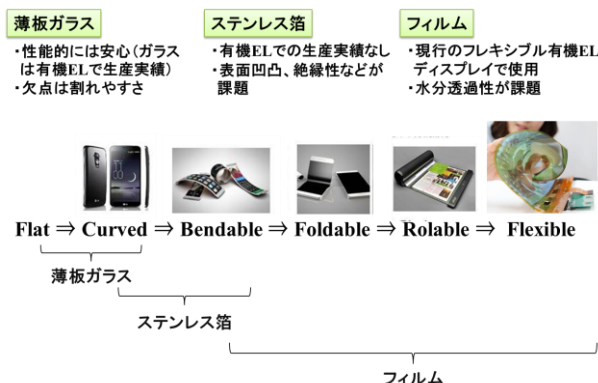 薄板ガラス
・性能的には安心(ガラス
は有機ELで生産実績)
・欠点は割れやすさ
ステンレス箔
・有機ELでの生産実績なし
・表面凹凸、絶縁性などが
課題
フィルム
・現行のフレキシブル有機EL
ディスプレイで使用
・水分透過性が課題
Flat ⇒ Curved ⇒ Bendable ⇒ Foldable ⇒ Rolable ⇒ Flexible
薄板ガラス
ステンレス箔
フィルム